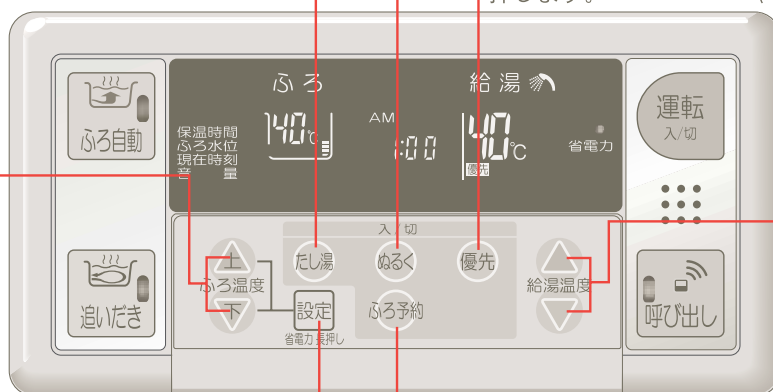 押します。
ふろ
給湯
保温時間
ふろ水位
現在時刻
音量
40℃
AM
1:00
40℃
優先
省電力
ふろ自動
運転
入/切
入/切
上
ふろ温度
下
たし湯
ぬるく
優先
給湯温度
設定
省電力 長押し
ふろ予約
追いだき
呼び出し